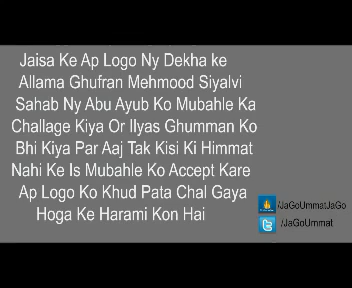 Jaisa Ke Ap Logo Ny Dekha ke
Allama Ghufran Mehmood Siyalvi
Sahab Ny Abu Ayub Ko Mubahle Ka
Challage Kiya Or Ilyas Ghumman Ko
Bhi Kiya Par Aaj Tak Kisi Ki Himmat
Nahi Ke Is Mubahle Ko Accept Kare
Ap Logo Ko Khud Pata Chal Gaya
Hoga Ke Harami Kon Hai
/JaGoUmmatJaGo
/JaGoUmmat